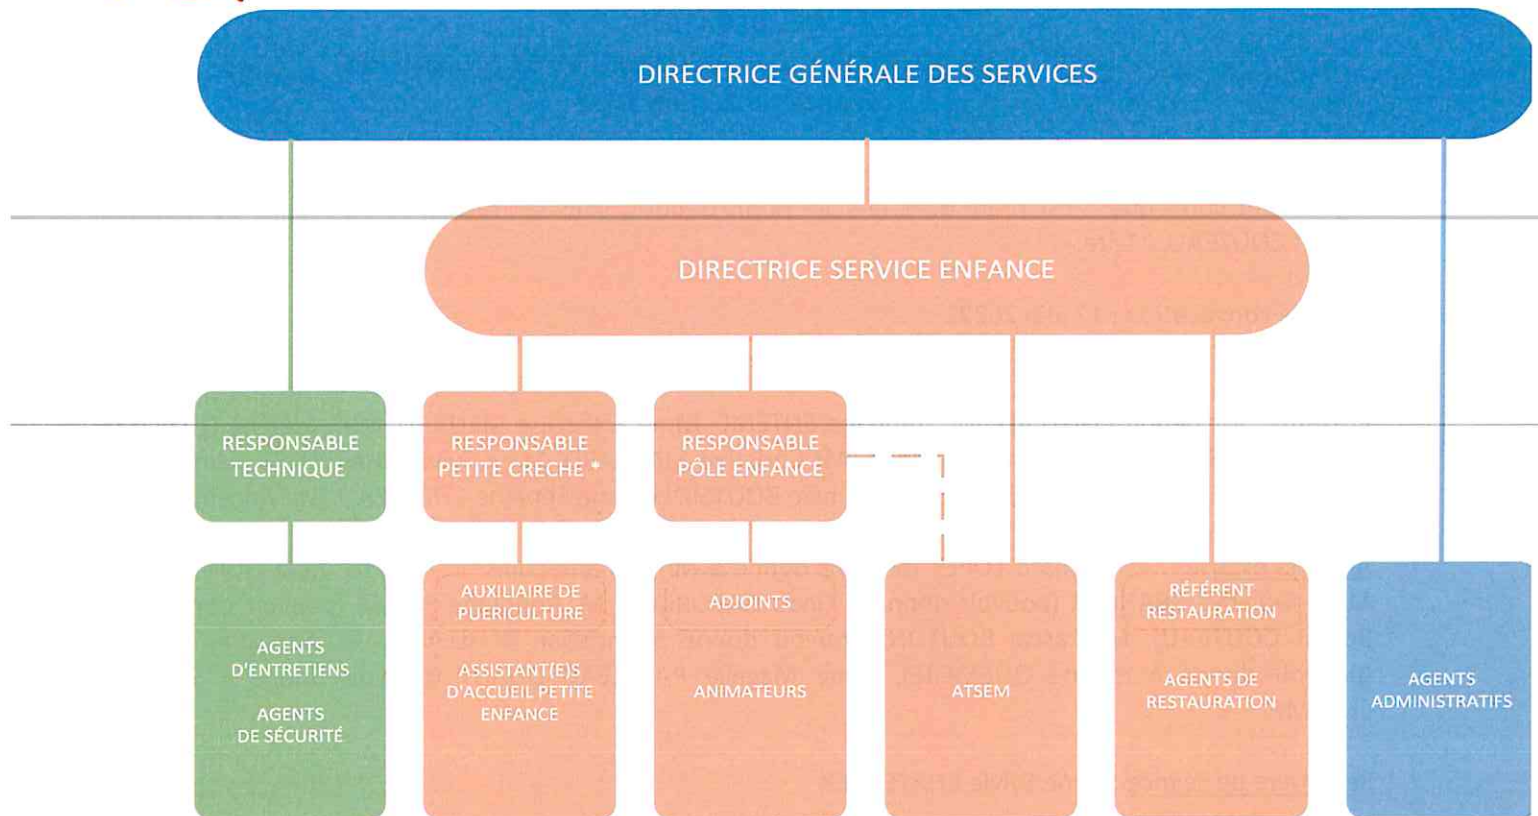 DIRECTRICE GÉNÉRALE DES SERVICES
DIRECTRICE SERVICE ENFANCE
RESPONSABLE
TECHNIQUE
RESPONSABLE
PETITE CRECHE *
RESPONSABLE
PÔLE ENFANCE
AGENTS
D'ENTRETIENS
AGENTS
DE SÉCURITÉ
AUXILIAIRE DE
PUERICULTURE
ASSISTANT(E)S
D'ACCUEIL PETITE
ENFANCE
ADJOINTS
ANIMATEURS
ATSEM
RÉFÉRENT
RESTAURATION
AGENTS DE
RESTAURATION
AGENTS
ADMINISTRATIFS